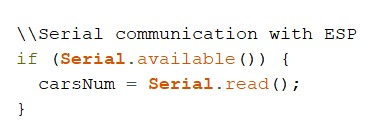 \\Serial communication with ESP
if (Serial.available()) {
  carsNum = Serial.read();
}